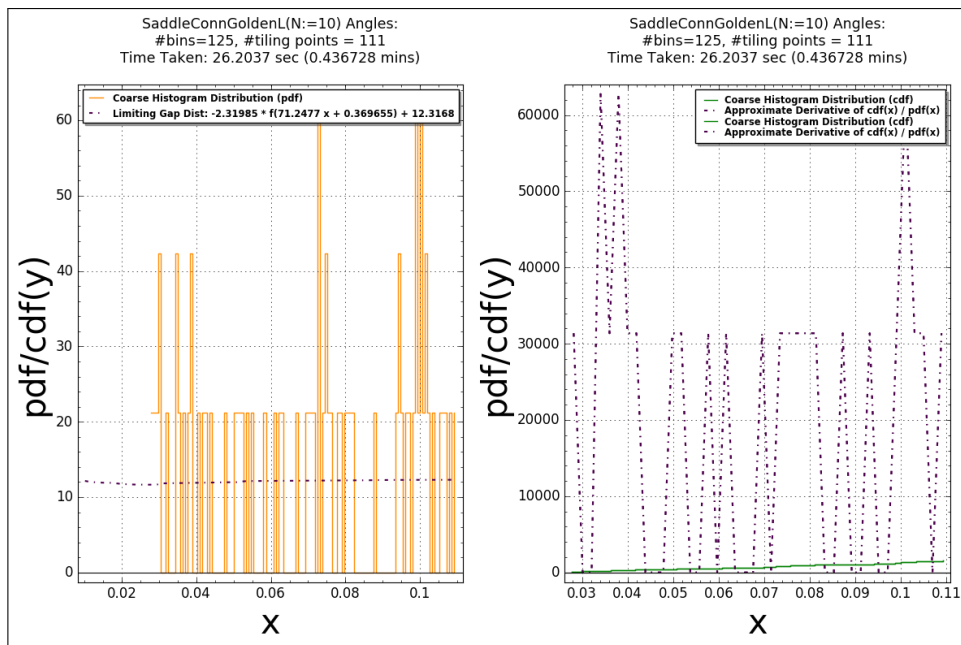 SaddleConnGoldenL(N:=10) Angles:
#bins=125, #tiling points = 111
Time Taken: 26.2037 sec (0.436728 mins)
Coarse Histogram Distribution (pdf)
Limiting Gap Dist: -2.31985 * f(71.2477 x + 0.369655) + 12.3168
pdf/cdf(y)
60
50
40
30
20
10
0
0.02
0.04
0.06
0.08
0.1
x
SaddleConnGoldenL(N:=10) Angles:
#bins=125, #tiling points = 111
Time Taken: 26.2037 sec (0.436728 mins)
Coarse Histogram Distribution (cdf)
Approximate Derivative of cdf(x) / pdf(x)
Coarse Histogram Distribution (cdf)
Approximate Derivative of cdf(x) / pdf(x)
pdf/cdf(y)
60000
50000
40000
30000
20000
10000
0
0.03
0.04
0.05
0.06
0.07
0.08
0.09
0.1
0.11
x